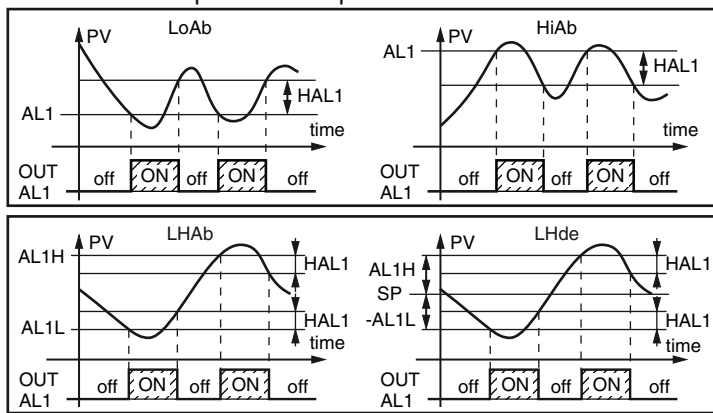 LoAb
PV
HAL1
AL1
time
OUT
AL1
off ON off ON off
HiAb
PV
AL1
HAL1
time
OUT
AL1
off ON off ON off
LHAb
PV
AL1H
HAL1
AL1L
HAL1
time
OUT
AL1
off ON off ON off
LHde
PV
AL1H
HAL1
SP
-AL1L
HAL1
time
OUT
AL1
off ON off ON off